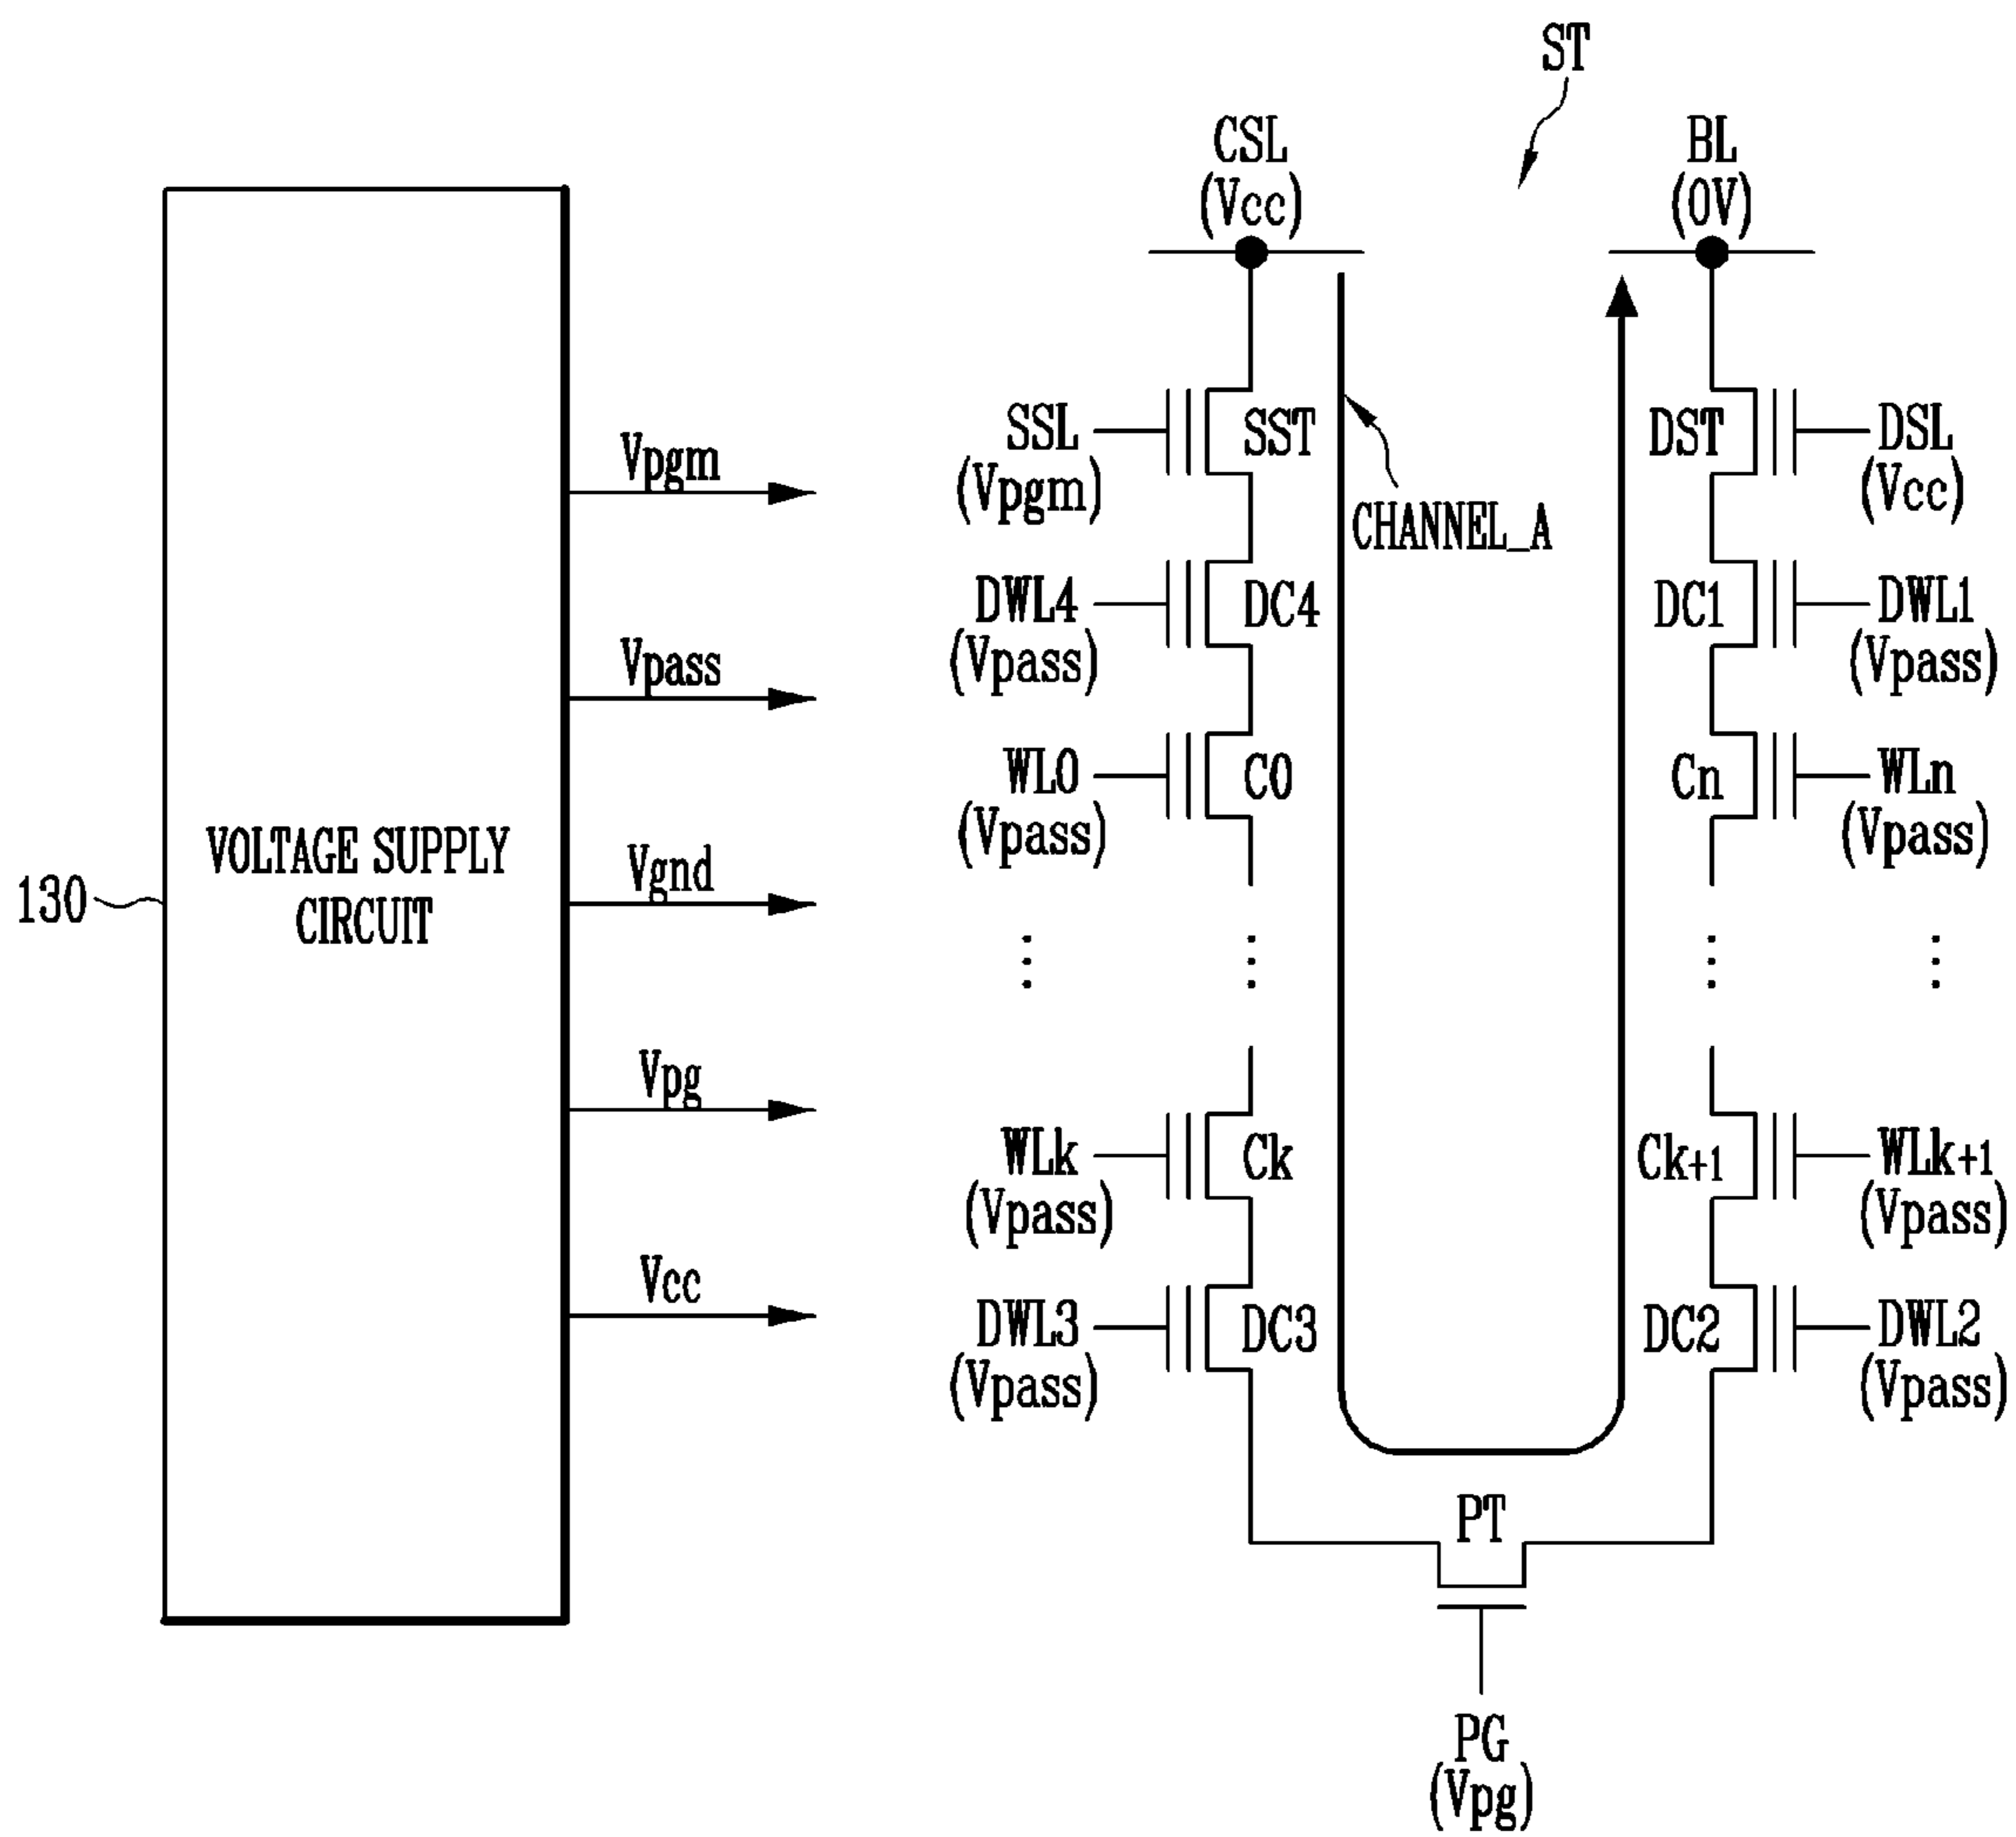 ST
CSL
(Vcc)
BL
(0V)
SSL
(Vpgm)
SST
DST
DSL
(Vcc)
CHANNEL_A
Vpgm
DWL4
(Vpass)
DC4
DC1
DWL1
(Vpass)
Vpass
WL0
(Vpass)
C0
Cn
WLn
(Vpass)
VOLTAGE SUPPLY
CIRCUIT
130
Vgnd
Vpg
WLk
(Vpass)
Ck
Ck+1
WLk+1
(Vpass)
Vcc
DWL3
(Vpass)
DC3
DC2
DWL2
(Vpass)
PT
PG
(Vpg)